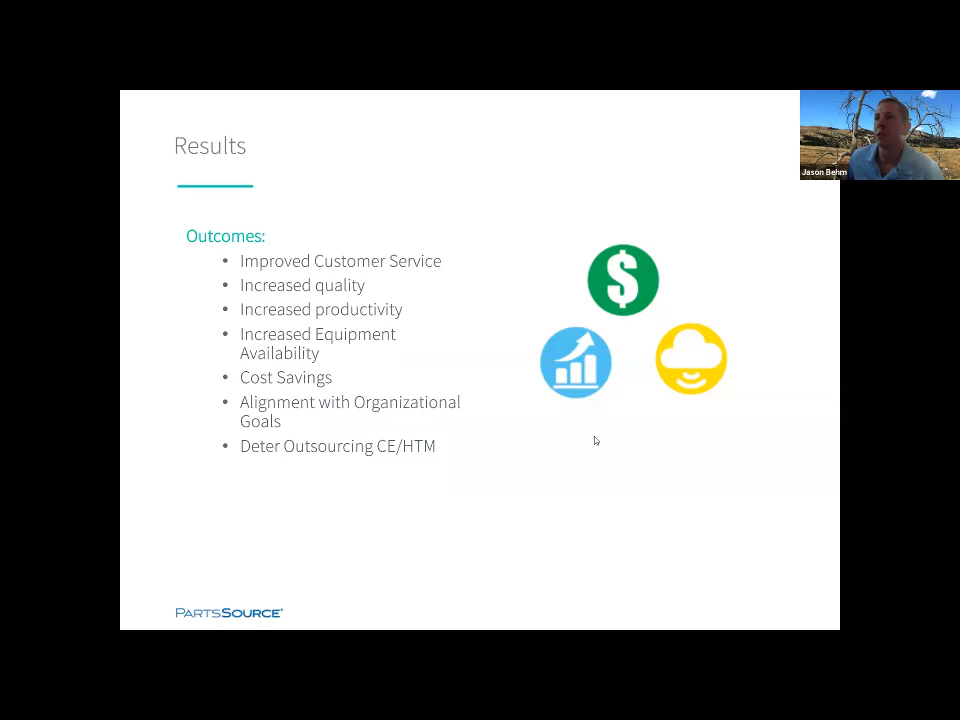 Results
Outcomes:
• Improved Customer Service
• Increased quality
• Increased productivity
• Increased Equipment
Availability
• Cost Savings
• Alignment with Organizational
Goals
• Deter Outsourcing CE/HTM
$
PARTSSOURCE®
Jason Behm